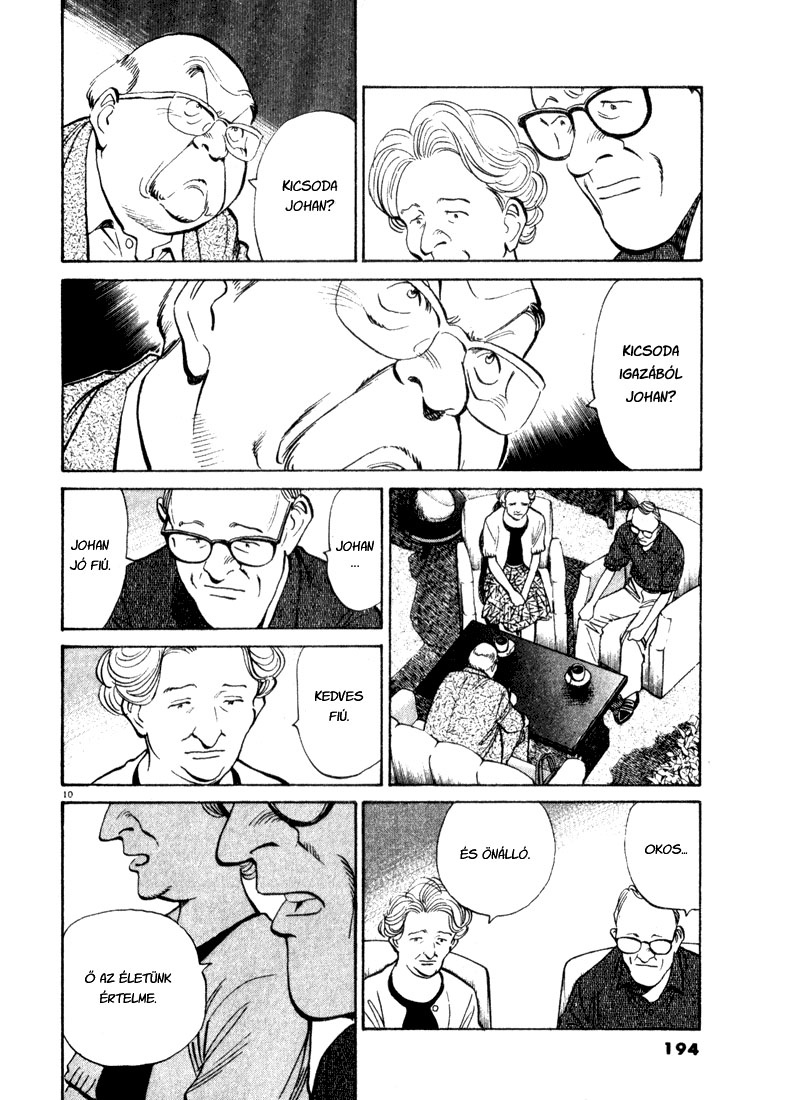 KICSODA
JOHAN?
KICSODA
IGAZÁBÓL
JOHAN?
JOHAN
...
JOHAN
JÓ FIÚ.
KEDVES
FIÚ.
10
OKOS...
ÉS ÖNÁLLÓ.
Ő AZ ÉLETÜNK
ÉRTELME.
194